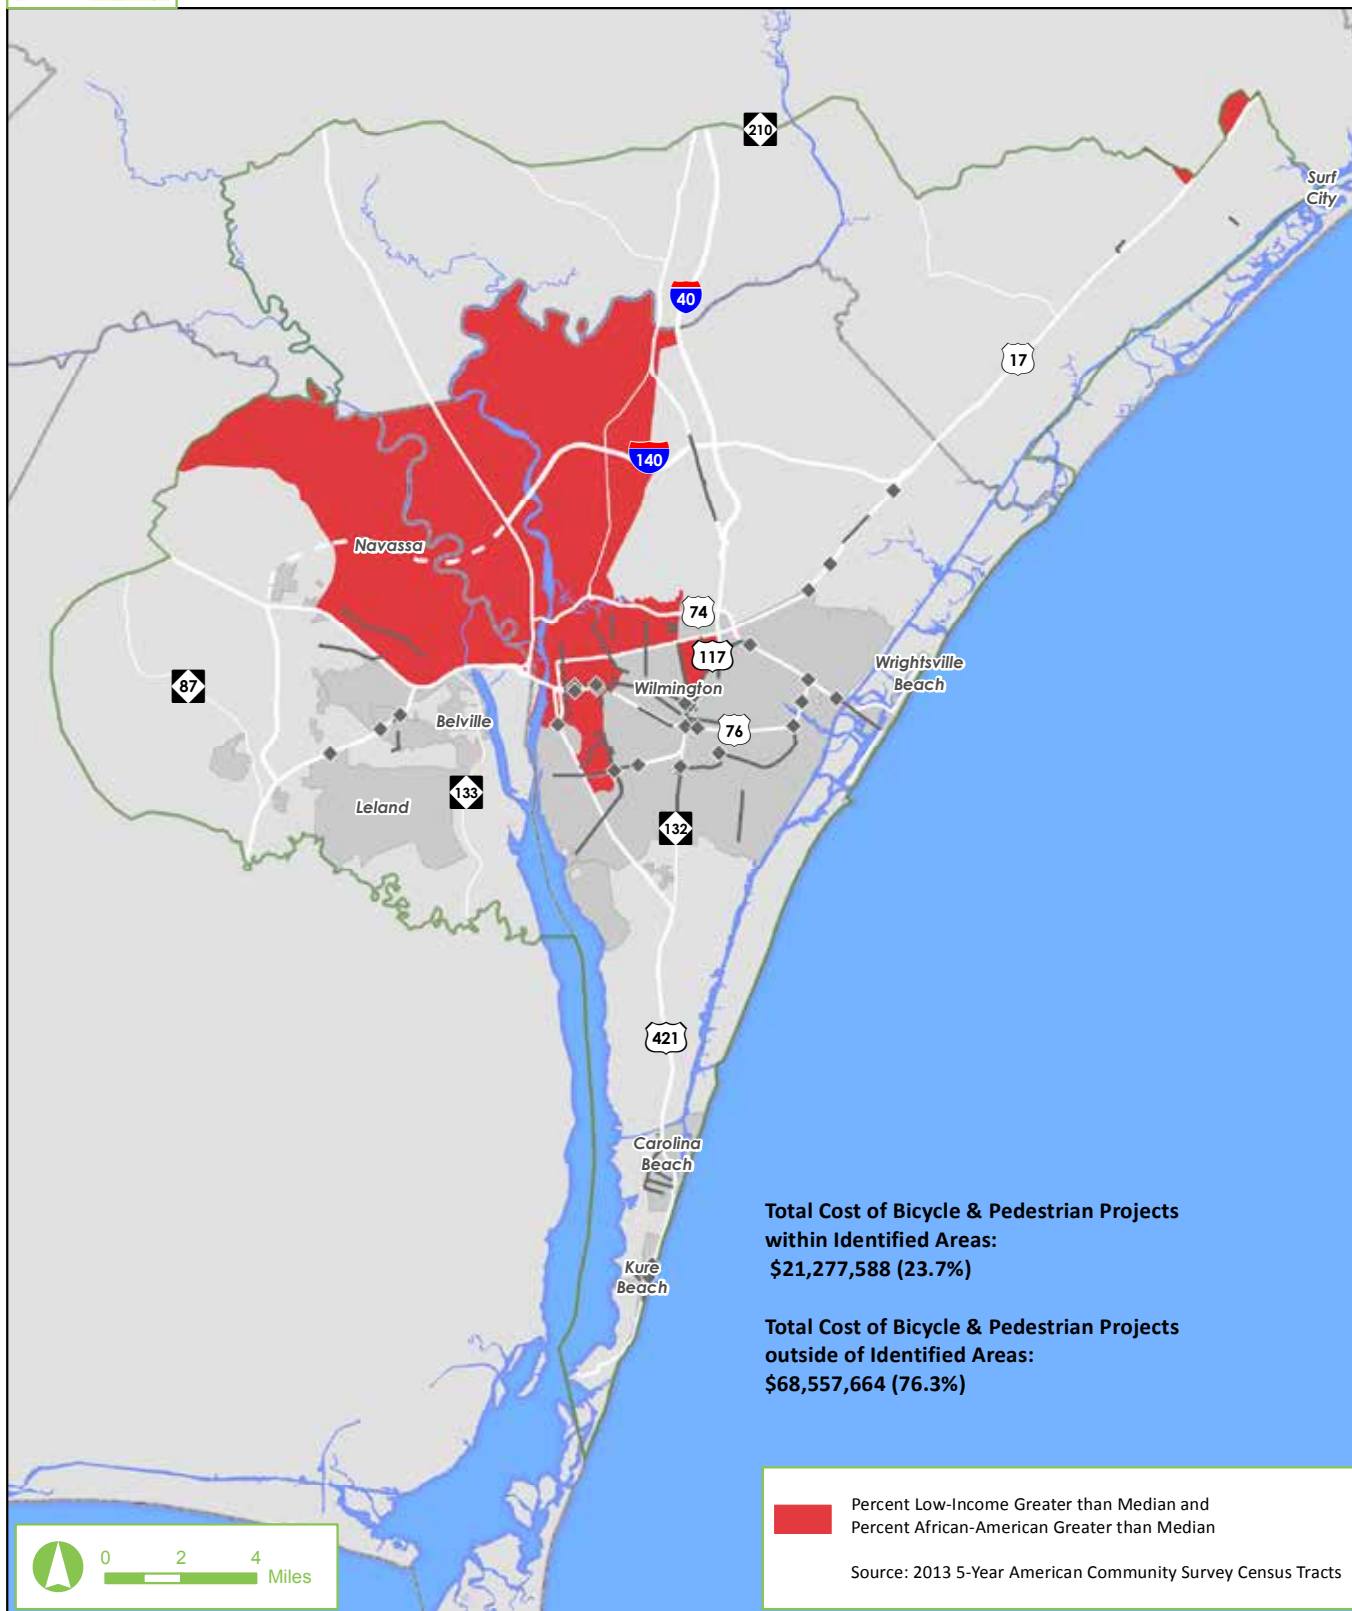 210
Surf
City
40
17
140
Navassa
74
117
87
Wilmington
Wrightsville
Beach
Belville
76
133
Leland
132
421
Carolina
Beach
Kure
Beach
Total Cost of Bicycle & Pedestrian Projects
within Identified Areas:
$21,277,588 (23.7%)
Total Cost of Bicycle & Pedestrian Projects
outside of Identified Areas:
$68,557,664 (76.3%)
Percent Low-Income Greater than Median and
Percent African-American Greater than Median
Source: 2013 5-Year American Community Survey Census Tracts
0 2 4
Miles